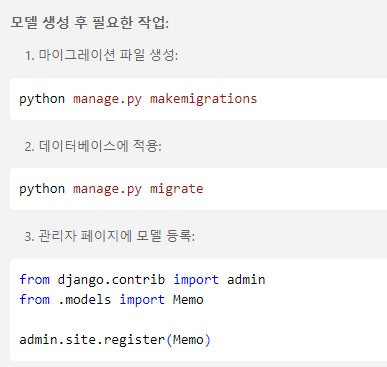 모델 생성 후 필요한 작업:
1. 마이그레이션 파일 생성:
python manage.py makemigrations
2. 데이터베이스에 적용:
python manage.py migrate
3. 관리자 페이지에 모델 등록:
from django.contrib import admin
from .models import Memo
admin.site.register(Memo)